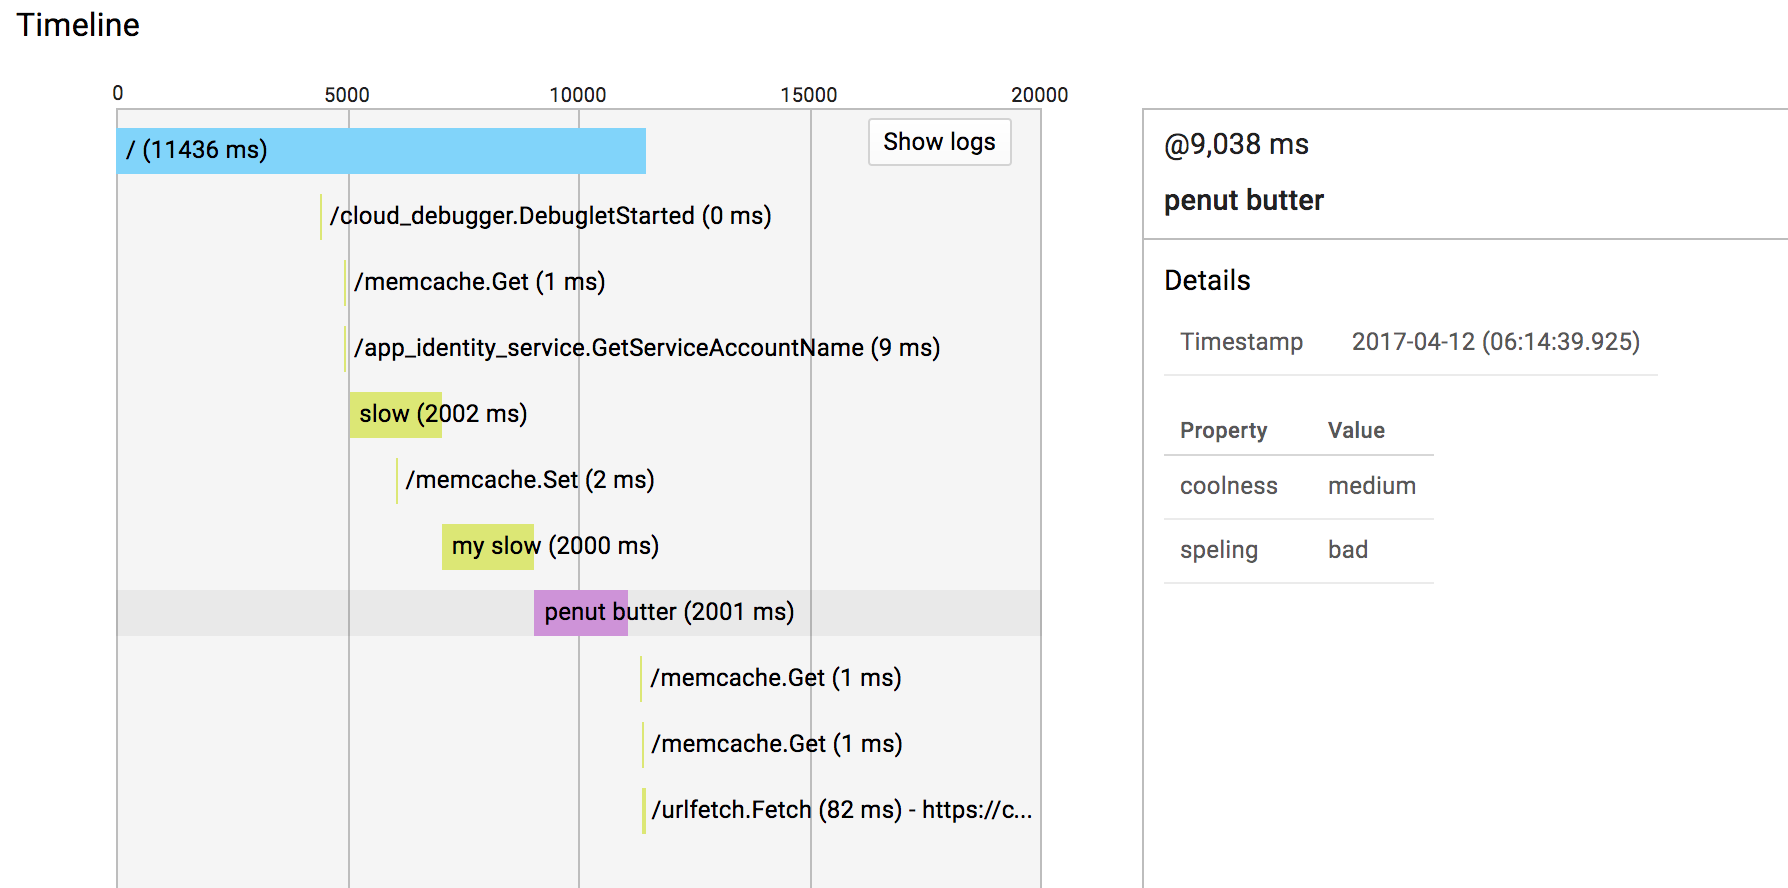 Timeline
0 5000 10000 15000 20000
/ (11436 ms)
Show logs
/cloud_debugger.DebugletStarted (0 ms)
/memcache.Get (1 ms)
/app_identity_service.GetServiceAccountName (9 ms)
slow (2002 ms)
/memcache.Set (2 ms)
my slow (2000 ms)
penut butter (2001 ms)
/memcache.Get (1 ms)
/memcache.Get (1 ms)
/urlfetch.Fetch (82 ms) - https://c...
@9,038 ms
penut butter
Details
Timestamp 2017-04-12 (06:14:39.925)
Property Value
coolness medium
speling bad